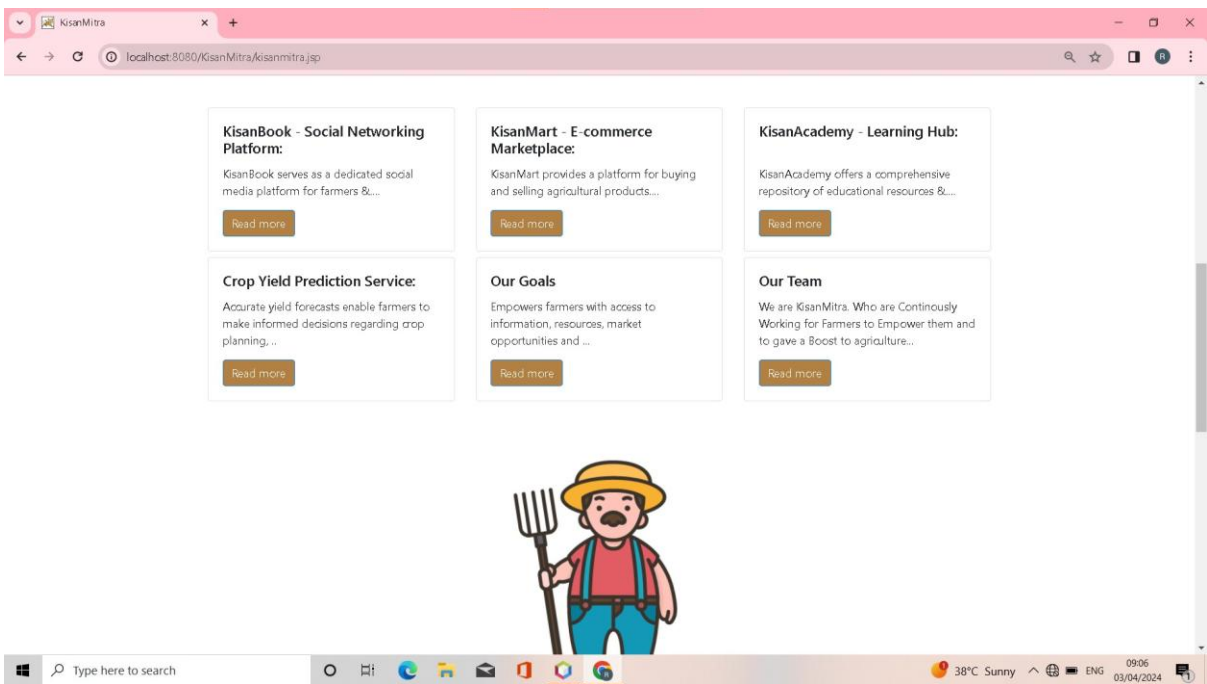 KisanMitra
localhost:8080/KisanMitra/kisanmitra.jsp
R
KisanBook - Social Networking
Platform:
KisanBook serves as a dedicated social
media platform for farmers &....
Read more
KisanMart - E-commerce
Marketplace:
KisanMart provides a platform for buying
and selling agricultural products....
Read more
KisanAcademy - Learning Hub:
KisanAcademy offers a comprehensive
repository of educational resources &....
Read more
Crop Yield Prediction Service:
Accurate yield forecasts enable farmers to
make informed decisions regarding crop
planning, ..
Read more
Our Goals
Empowers farmers with access to
information, resources, market
opportunities and ...
Read more
Our Team
We are KisanMitra. Who are Continously
Working for Farmers to Empower them and
to gave a Boost to agriculture...
Read more
Type here to search
38°C Sunny
ENG
09:06
03/04/2024
1